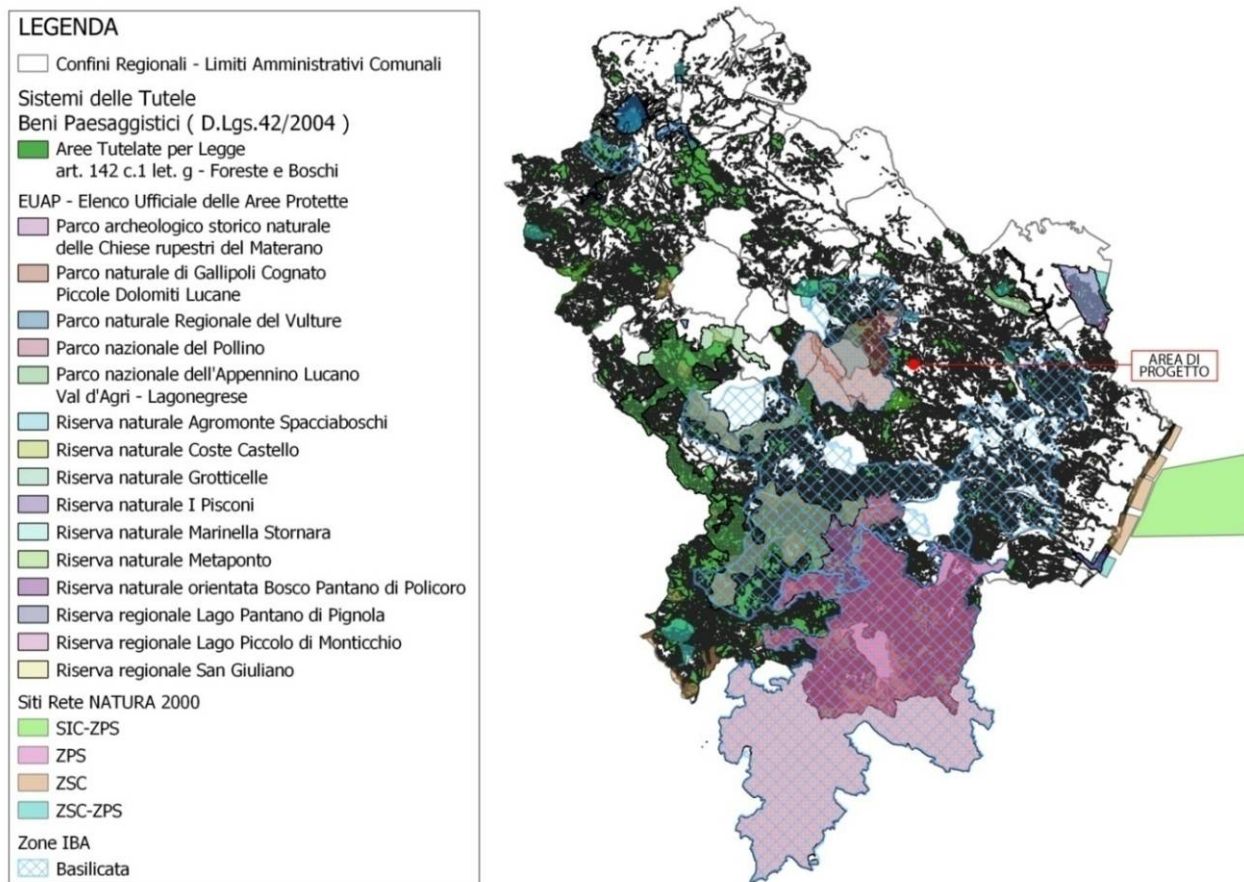 LEGENDA
Confini Regionali - Limiti Amministrativi Comunali
Sistemi delle Tutele
Beni Paesaggistici ( D.Lgs.42/2004 )
Aree Tutelate per Legge
art. 142 c.1 let. g - Foreste e Boschi
EUAP - Elenco Ufficiale delle Aree Protette
Parco archeologico storico naturale
delle Chiese rupestri del Materano
Parco naturale di Gallipoli Cognato
Piccole Dolomiti Lucane
Parco naturale Regionale del Vulture
Parco nazionale del Pollino
Parco nazionale dell'Appennino Lucano
Val d'Agri - Lagonegrese
Riserva naturale Agromonte Spacciaboschi
Riserva naturale Coste Castello
Riserva naturale Grotticelle
Riserva naturale I Pisconi
Riserva naturale Marinella Stornara
Riserva naturale Metaponto
Riserva naturale orientata Bosco Pantano di Policoro
Riserva regionale Lago Pantano di Pignola
Riserva regionale Lago Piccolo di Monticchio
Riserva regionale San Giuliano
Siti Rete NATURA 2000
SIC-ZPS
ZPS
ZSC
ZSC-ZPS
Zone IBA
Basilicata
AREA DI
PROGETTO